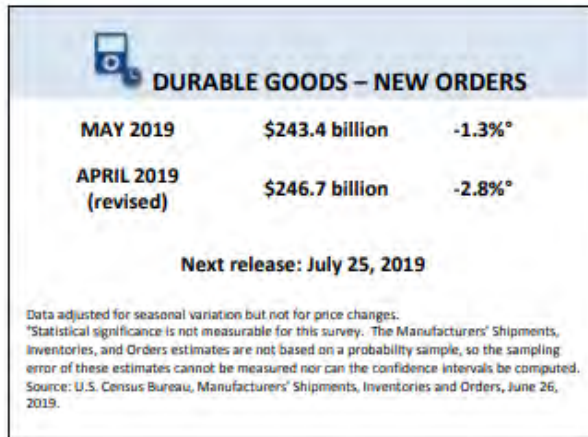 DURABLE GOODS – NEW ORDERS
MAY 2019 $243.4 billion -1.3%°
APRIL 2019
(revised) $246.7 billion -2.8%°
Next release: July 25, 2019
Data adjusted for seasonal variation but not for price changes.
°Statistical significance is not measurable for this survey. The Manufacturers' Shipments,
Inventories, and Orders estimates are not based on a probability sample, so the sampling
error of these estimates cannot be measured nor can the confidence intervals be computed.
Source: U.S. Census Bureau, Manufacturers' Shipments, Inventories and Orders, June 26,
2019.